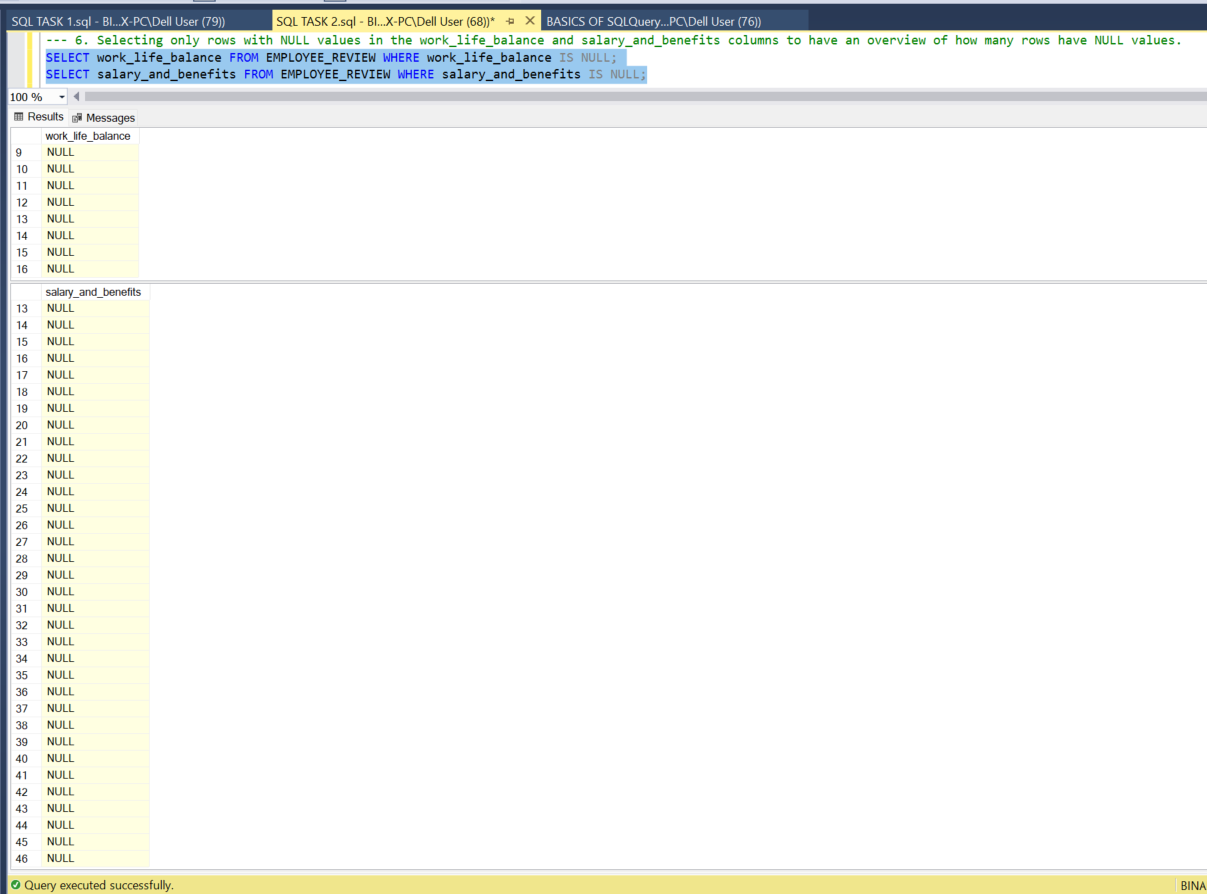 SQL TASK 1.sql - BI...X-PC\Dell User (79))
SQL TASK 2.sql - BI...X-PC\Dell User (68))*
BASICS OF SQLQuery...PC\Dell User (76))
--- 6. Selecting only rows with NULL values in the work_life_balance and salary_and_benefits columns to have an overview of how many rows have NULL values.
SELECT work_life_balance FROM EMPLOYEE_REVIEW WHERE work_life_balance IS NULL;
SELECT salary_and_benefits FROM EMPLOYEE_REVIEW WHERE salary_and_benefits IS NULL;
100 %
Results Messages
work_life_balance
9 NULL
10 NULL
11 NULL
12 NULL
13 NULL
14 NULL
15 NULL
16 NULL
salary_and_benefits
13 NULL
14 NULL
15 NULL
16 NULL
17 NULL
18 NULL
19 NULL
20 NULL
21 NULL
22 NULL
23 NULL
24 NULL
25 NULL
26 NULL
27 NULL
28 NULL
29 NULL
30 NULL
31 NULL
32 NULL
33 NULL
34 NULL
35 NULL
36 NULL
37 NULL
38 NULL
39 NULL
40 NULL
41 NULL
42 NULL
43 NULL
44 NULL
45 NULL
46 NULL
Query executed successfully.
BINA